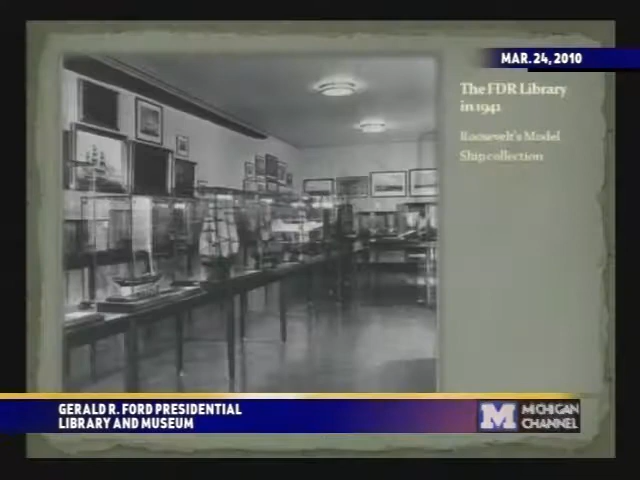 MAR. 24, 2010
The FDR Library
in 1941
Roosevelt's Model
Ship collection
GERALD R. FORD PRESIDENTIAL
LIBRARY AND MUSEUM
M MICHIGAN
CHANNEL